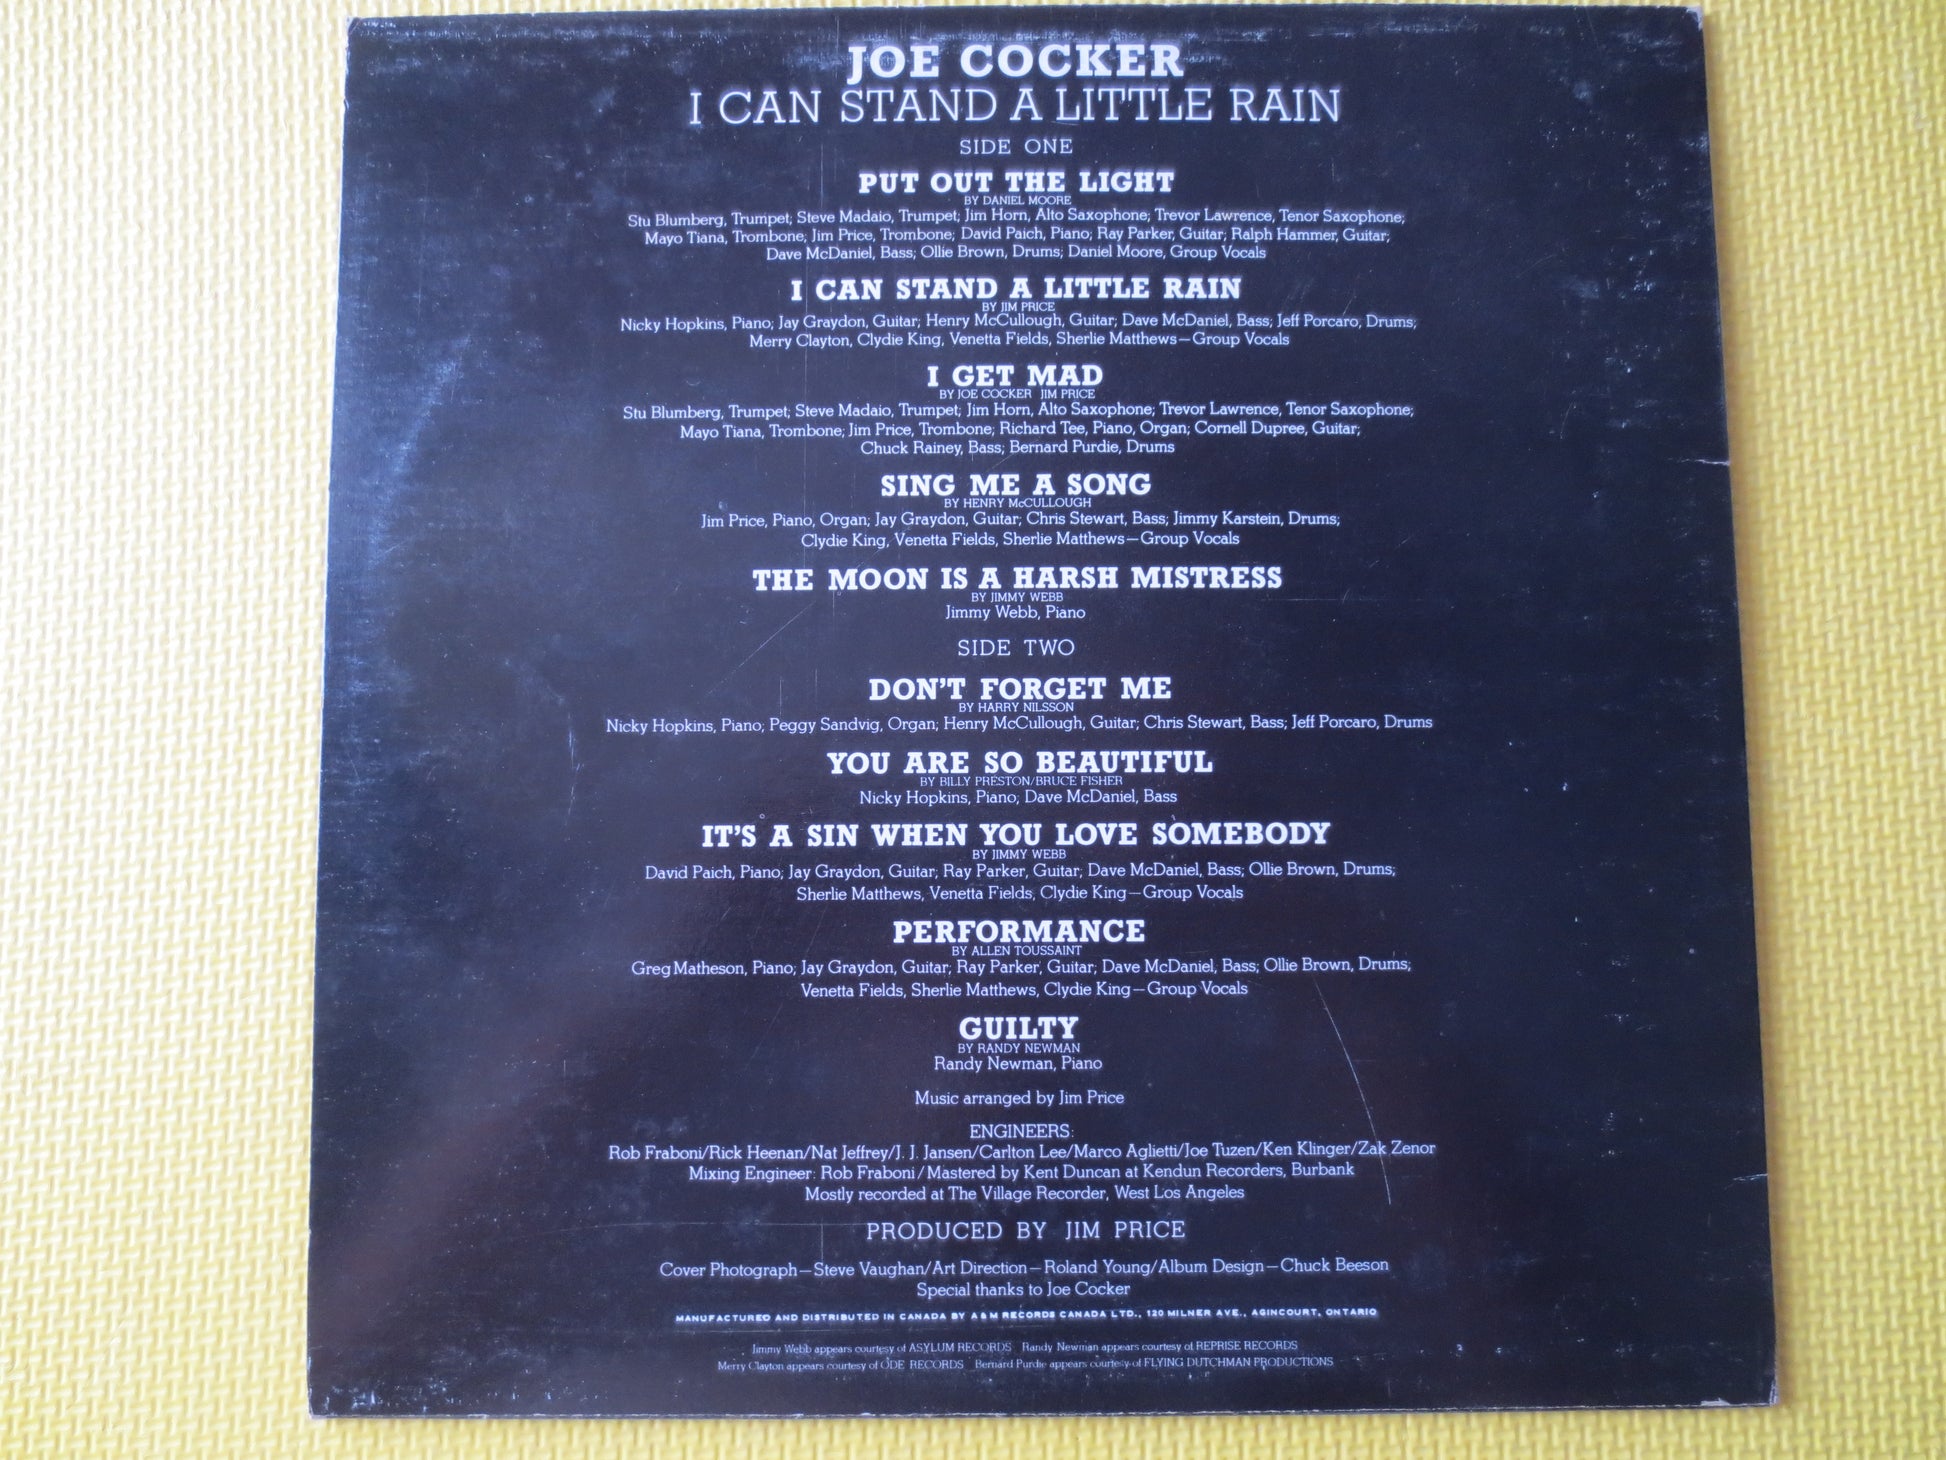 JOE COCKER
I CAN STAND A LITTLE RAIN
SIDE ONE
PUT OUT THE LIGHT
BY DANIEL MOORE
Stu Blumberg, Trumpet; Steve Madaio, Trumpet; Jim Horn, Alto Saxophone; Trevor Lawrence, Tenor Saxophone;
Mayo Tiana, Trombone; Jim Price, Trombone; David Paich, Piano; Ray Parker, Guitar; Ralph Hammer, Guitar;
Dave McDaniel, Bass; Ollie Brown, Drums; Daniel Moore, Group Vocals
I CAN STAND A LITTLE RAIN
BY JIM PRICE
Nicky Hopkins, Piano; Jay Graydon, Guitar; Henry McCullough, Guitar; Dave McDaniel, Bass; Jeff Porcaro, Drums;
Merry Clayton, Clydie King, Venetta Fields, Sherlie Matthews—Group Vocals
I GET MAD
BY JOE COCKER JIM PRICE
Stu Blumberg, Trumpet; Steve Madaio, Trumpet; Jim Horn, Alto Saxophone; Trevor Lawrence, Tenor Saxophone;
Mayo Tiana, Trombone; Jim Price, Trombone; Richard Tee, Piano, Organ; Cornell Dupree, Guitar;
Chuck Rainey, Bass; Bernard Purdie, Drums
SING ME A SONG
BY HENRY McCULLOUGH
Jim Price, Piano, Organ; Jay Graydon, Guitar; Chris Stewart, Bass; Jimmy Karstein, Drums;
Clydie King, Venetta Fields, Sherlie Matthews—Group Vocals
THE MOON IS A HARSH MISTRESS
BY JIMMY WEBB
Jimmy Webb, Piano
SIDE TWO
DON'T FORGET ME
BY HARRY NILSSON
Nicky Hopkins, Piano; Peggy Sandvig, Organ; Henry McCullough, Guitar; Chris Stewart, Bass; Jeff Porcaro, Drums
YOU ARE SO BEAUTIFUL
BY BILLY PRESTON/BRUCE FISHER
Nicky Hopkins, Piano; Dave McDaniel, Bass
IT'S A SIN WHEN YOU LOVE SOMEBODY
BY JIMMY WEBB
David Paich, Piano; Jay Graydon, Guitar; Ray Parker, Guitar; Dave McDaniel, Bass; Ollie Brown, Drums;
Sherlie Matthews, Venetta Fields, Clydie King—Group Vocals
PERFORMANCE
BY ALLEN TOUSSAINT
Greg Matheson, Piano; Jay Graydon, Guitar; Ray Parker, Guitar; Dave McDaniel, Bass; Ollie Brown, Drums;
Venetta Fields, Sherlie Matthews, Clydie King—Group Vocals
GUILTY
BY RANDY NEWMAN
Randy Newman, Piano
Music arranged by Jim Price
ENGINEERS:
Rob Fraboni/Rick Heenan/Nat Jeffrey/J. J. Jansen/Carlton Lee/Marco Aglietti/Joe Tuzen/Ken Klinger/Zak Zenor
Mixing Engineer: Rob Fraboni/Mastered by Kent Duncan at Kendun Recorders, Burbank
Mostly recorded at The Village Recorder, West Los Angeles
PRODUCED BY JIM PRICE
Cover Photograph—Steve Vaughan/Art Direction—Roland Young/Album Design—Chuck Beeson
Special thanks to Joe Cocker
MANUFACTURED AND DISTRIBUTED IN CANADA BY A&M RECORDS CANADA LTD., 120 MILNER AVE., AGINCOURT, ONTARIO
Jimmy Webb appears courtesy of ASYLUM RECORDS Randy Newman appears courtesy of REPRISE RECORDS
Merry Clayton appears courtesy of ODE RECORDS Bernard Purdie appears courtesy of FLYING DUTCHMAN PRODUCTIONS